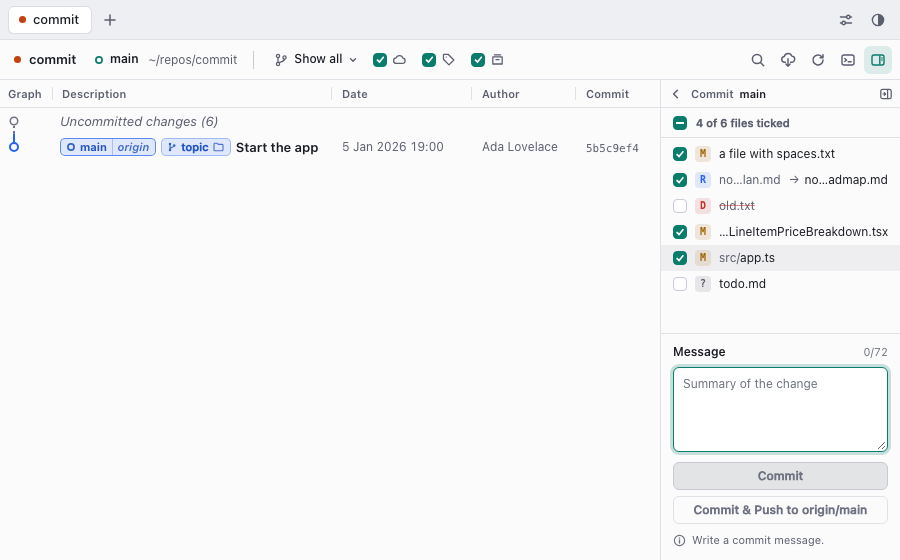 commit
commit main ~/repos/commit Show all
Graph Description Date Author Commit
Uncommitted changes (6)
main origin topic Start the app 5 Jan 2026 19:00 Ada Lovelace 5b5c9ef4
Commit main
4 of 6 files ticked
M a file with spaces.txt
R no...lan.md → no...admap.md
D old.txt
M ...LineItemPriceBreakdown.tsx
M src/app.ts
? todo.md
Message 0/72
Summary of the change
Commit
Commit & Push to origin/main
Write a commit message.